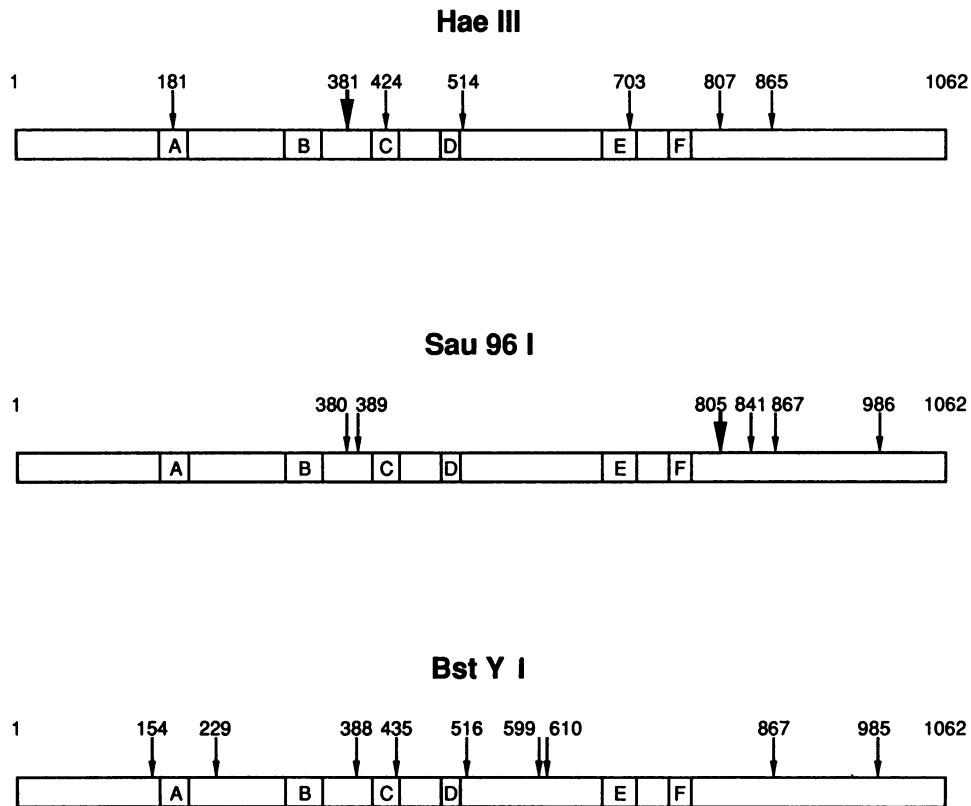 Hae III
1 181 381 424 514 703 807 865 1062
A B C D E F
Sau 96 I
1 380 389 805 841 867 986 1062
A B C D E F
Bst Y I
1 154 229 388 435 516 599 610 867 985 1062
A B C D E F